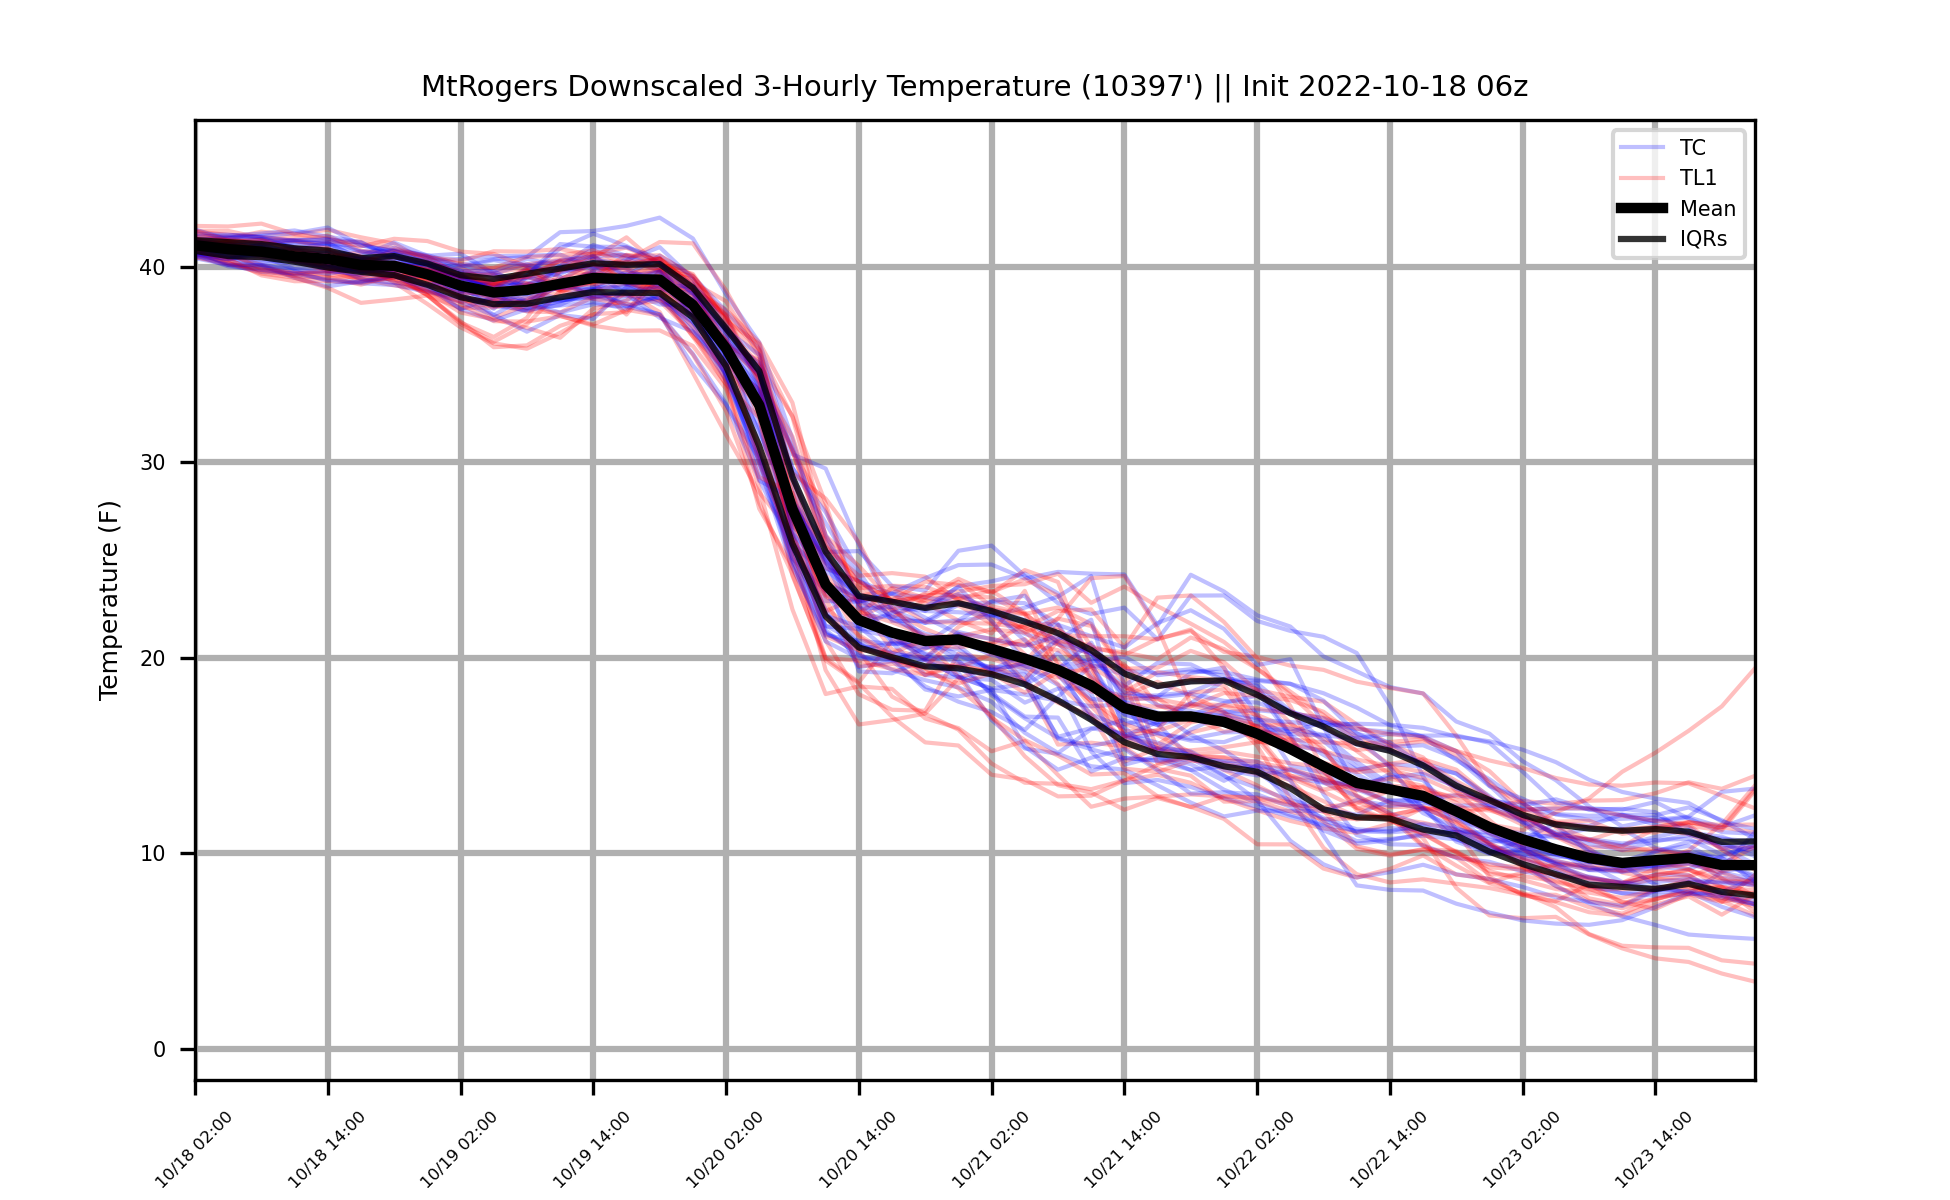 MtRogers Downscaled 3-Hourly Temperature (10397') || Init 2022-10-18 06z
TC
TL1
Mean
IQRs
Temperature (F)
40
30
20
10
0
10/18 02:00
10/18 14:00
10/19 02:00
10/19 14:00
10/20 02:00
10/20 14:00
10/21 02:00
10/21 14:00
10/22 02:00
10/22 14:00
10/23 02:00
10/23 14:00